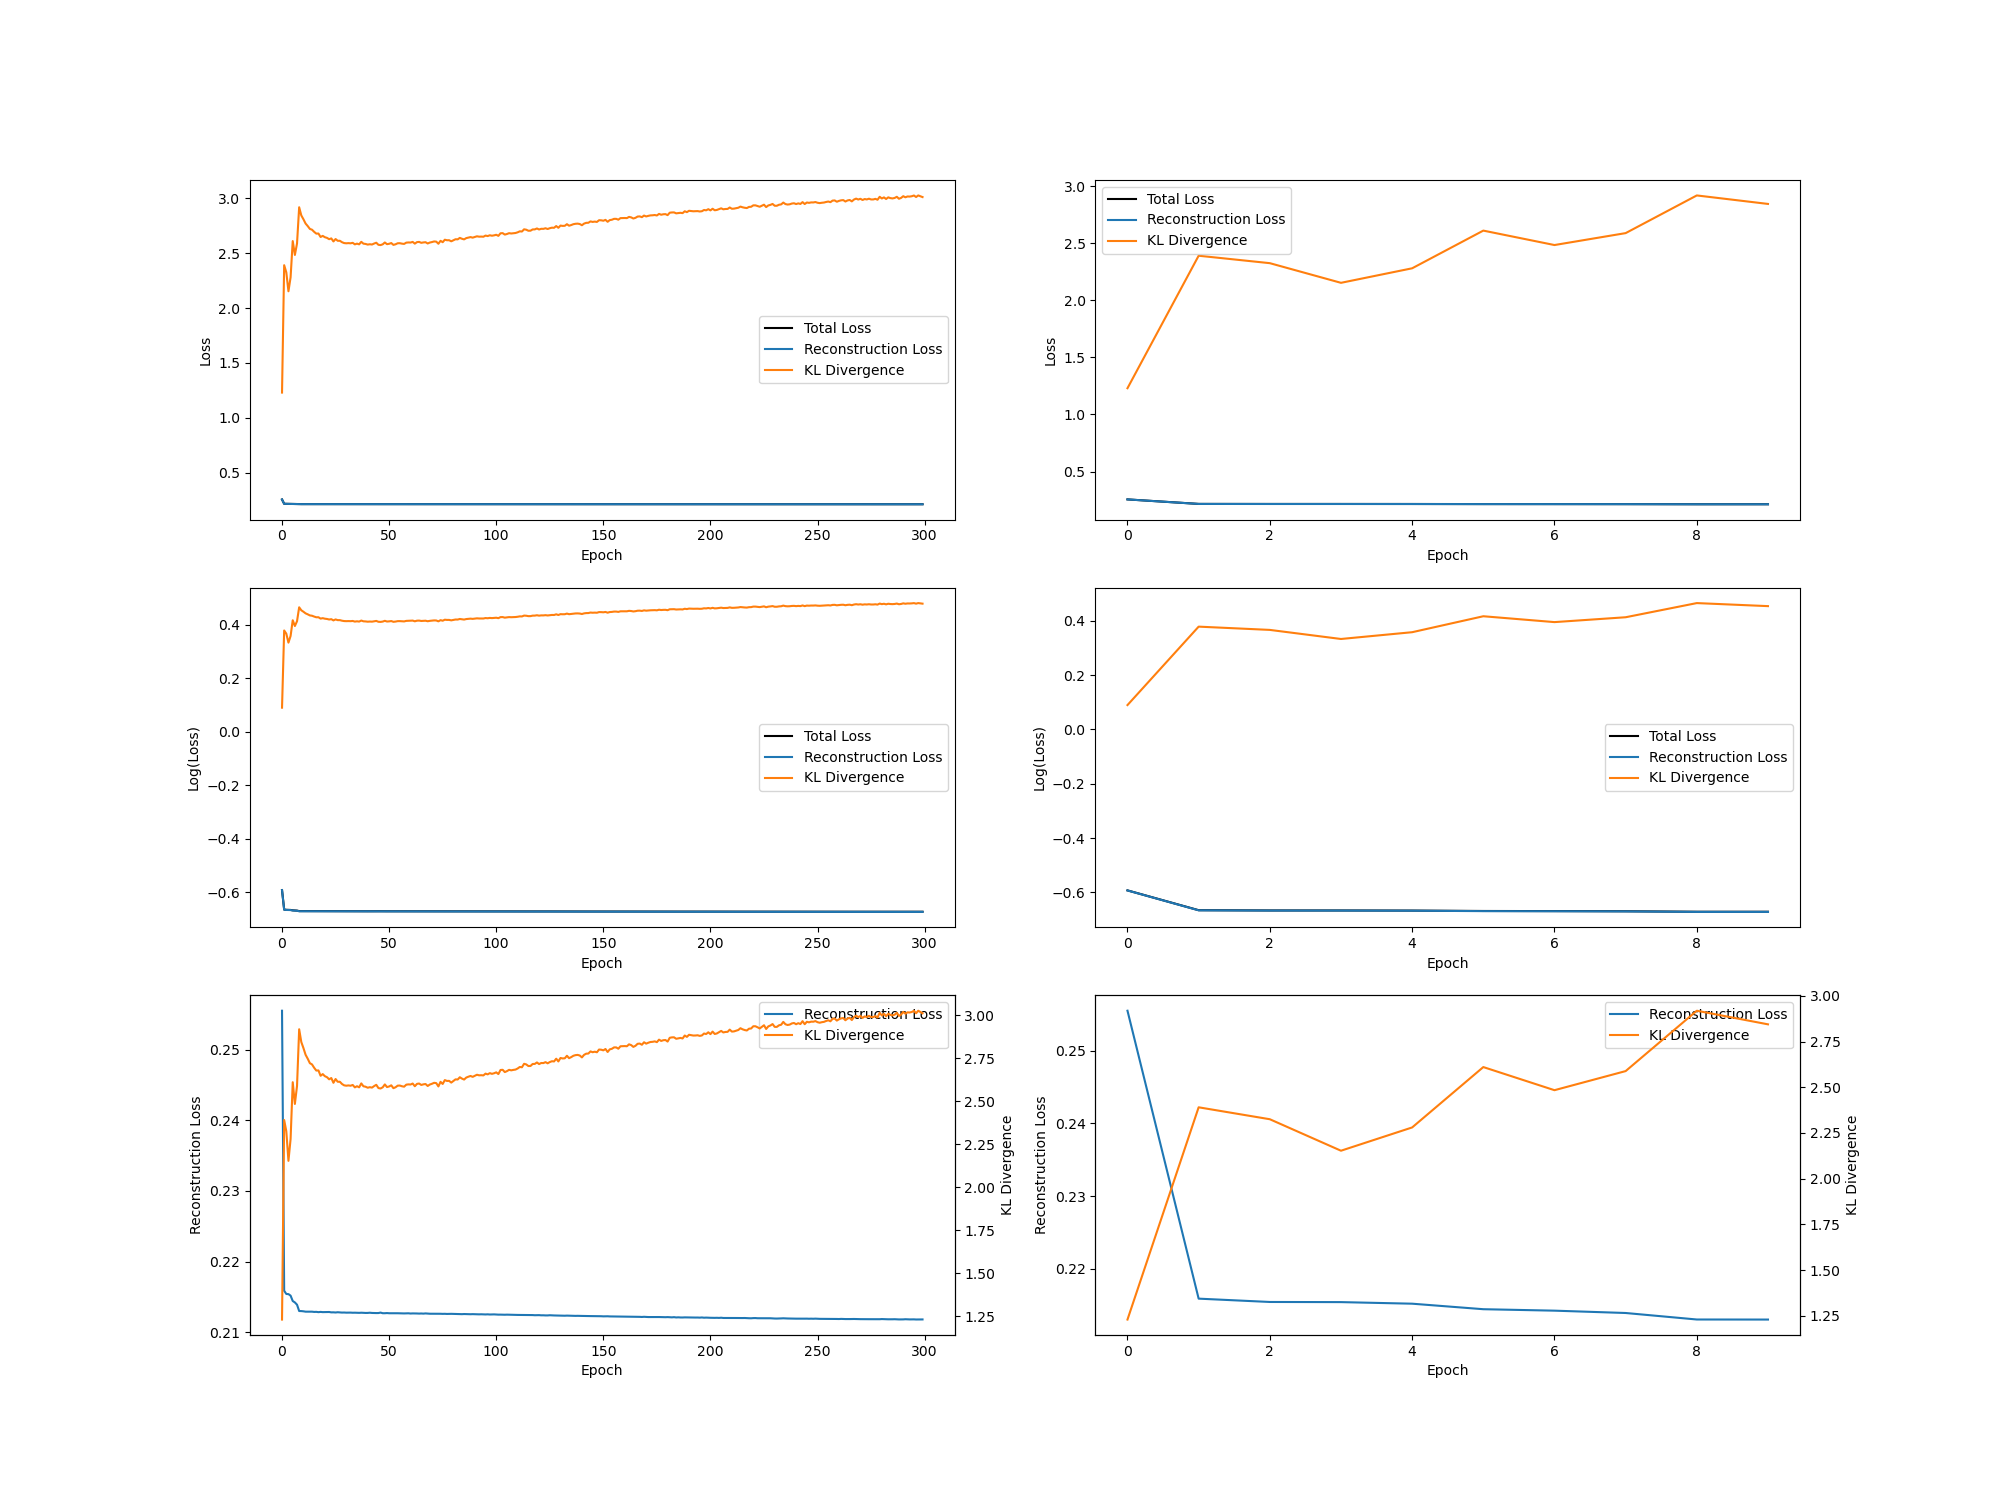 3.0
2.5
2.0
1.5
1.0
0.5
Loss
Total Loss
Reconstruction Loss
KL Divergence
0 50 100 150 200 250 300
Epoch
3.0
2.5
2.0
1.5
1.0
0.5
Loss
Total Loss
Reconstruction Loss
KL Divergence
0 2 4 6 8
Epoch
0.4
0.2
0.0
−0.2
−0.4
−0.6
Log(Loss)
Total Loss
Reconstruction Loss
KL Divergence
0 50 100 150 200 250 300
Epoch
0.4
0.2
0.0
−0.2
−0.4
−0.6
Log(Loss)
Total Loss
Reconstruction Loss
KL Divergence
0 2 4 6 8
Epoch
0.25
0.24
0.23
0.22
0.21
Reconstruction Loss
Reconstruction Loss
KL Divergence
3.00
2.75
2.50
2.25
2.00
1.75
1.50
1.25
KL Divergence
0 50 100 150 200 250 300
Epoch
0.25
0.24
0.23
0.22
Reconstruction Loss
Reconstruction Loss
KL Divergence
3.00
2.75
2.50
2.25
2.00
1.75
1.50
1.25
KL Divergence
0 2 4 6 8
Epoch